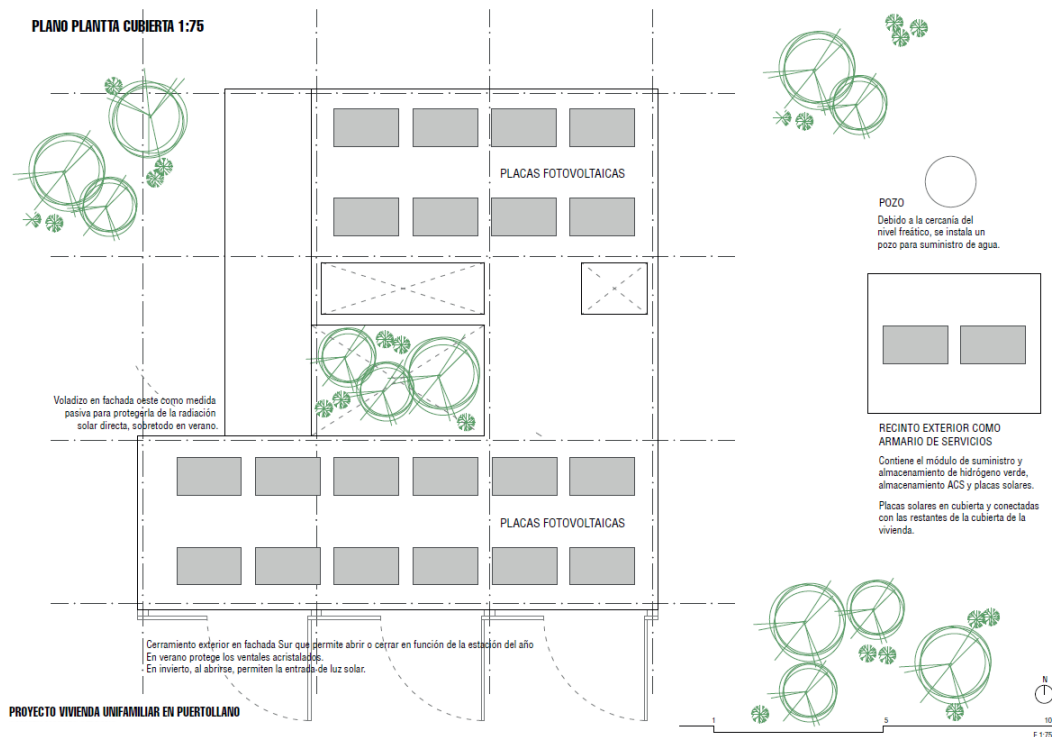 PLANO PLANTTA CUBIERTA 1:75
PLACAS FOTOVOLTAICAS
POZO
Debido a la cercanía del
nivel freático, se instala un
pozo para suministro de agua.
Voladizo en fachada oeste como medida
pasiva para protegerla de la radiación
solar directa, sobretodo en verano.
RECINTO EXTERIOR COMO
ARMARIO DE SERVICIOS
Contiene el módulo de suministro y
almacenamiento de hidrógeno verde,
almacenamiento ACS y placas solares.
Placas solares en cubierta y conectadas
con las restantes de la cubierta de la
vivienda.
PLACAS FOTOVOLTAICAS
Cerramiento exterior en fachada Sur que permite abrir o cerrar en función de la estación del año
En verano protege los ventales acristalados.
En invierto, al abrirse, permiten la entrada de luz solar.
PROYECTO VIVIENDA UNIFAMILIAR EN PUERTOLLANO
N
1 5 10
E 1:75